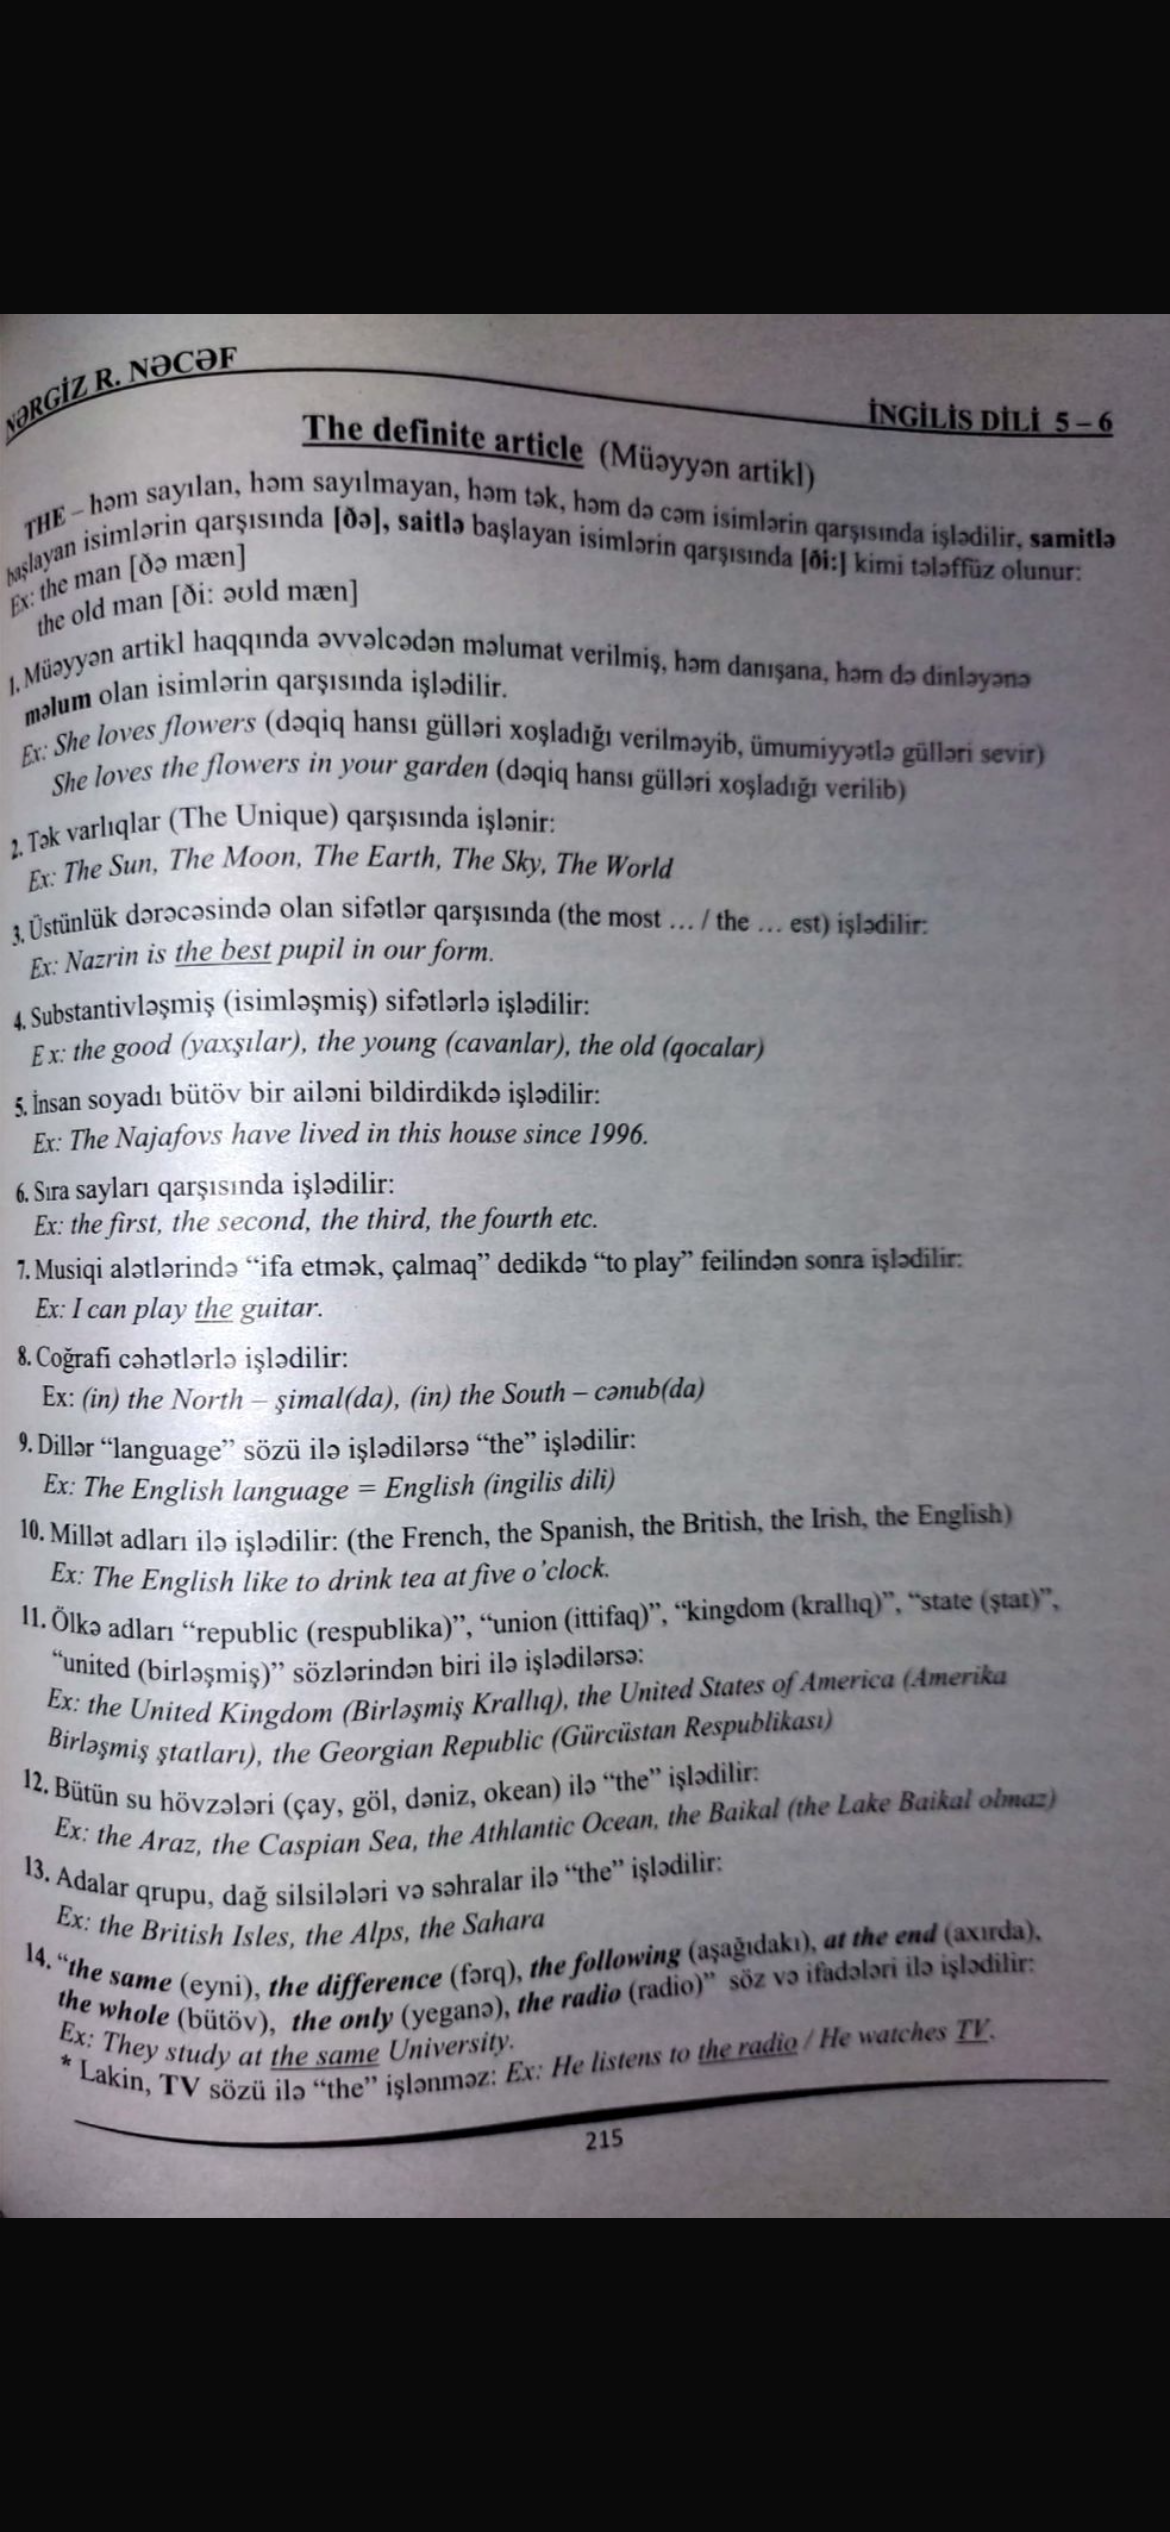 NƏRGİZ R. NƏCƏF
İNGİLİS DİLİ 5 – 6
The definite article (Müəyyən artikl)
THE – həm sayılan, həm sayılmayan, həm tək, həm də cəm isimlərin qarşısında işlədilir, samitlə
başlayan isimlərin qarşısında [ðə], saitlə başlayan isimlərin qarşısında [ði:] kimi tələffüz olunur:
Ex: the man [ðə mæn]
the old man [ði: əʊld mæn]
1. Müəyyən artikl haqqında əvvəlcədən məlumat verilmiş, həm danışana, həm də dinləyənə
məlum olan isimlərin qarşısında işlədilir.
Ex: She loves flowers (dəqiq hansı gülləri xoşladığı verilməyib, ümumiyyətlə gülləri sevir)
She loves the flowers in your garden (dəqiq hansı gülləri xoşladığı verilib)
2. Tək varlıqlar (The Unique) qarşısında işlənir:
Ex: The Sun, The Moon, The Earth, The Sky, The World
3. Üstünlük dərəcəsində olan sifətlər qarşısında (the most ... / the ... est) işlədilir:
Ex: Nazrin is the best pupil in our form.
4. Substantivləşmiş (isimləşmiş) sifətlərlə işlədilir:
Ex: the good (yaxşılar), the young (cavanlar), the old (qocalar)
5. İnsan soyadı bütöv bir ailəni bildirdikdə işlədilir:
Ex: The Najafovs have lived in this house since 1996.
6. Sıra sayları qarşısında işlədilir:
Ex: the first, the second, the third, the fourth etc.
7. Musiqi alətlərində “ifa etmək, çalmaq” dedikdə “to play” feilindən sonra işlədilir:
Ex: I can play the guitar.
8. Coğrafi cəhətlərlə işlədilir:
Ex: (in) the North – şimal(da), (in) the South – cənub(da)
9. Dillər “language” sözü ilə işlədilərsə “the” işlədilir:
Ex: The English language = English (ingilis dili)
10. Millət adları ilə işlədilir: (the French, the Spanish, the British, the Irish, the English)
Ex: The English like to drink tea at five o’clock.
11. Ölkə adları “republic (respublika)”, “union (ittifaq)”, “kingdom (krallıq)”, “state (ştat)”,
“united (birləşmiş)” sözlərindən biri ilə işlədilərsə:
Ex: the United Kingdom (Birləşmiş Krallıq), the United States of America (Amerika
Birləşmiş ştatları), the Georgian Republic (Gürcüstan Respublikası)
12. Bütün su hövzələri (çay, göl, dəniz, okean) ilə “the” işlədilir:
Ex: the Araz, the Caspian Sea, the Athlantic Ocean, the Baikal (the Lake Baikal olmaz)
13. Adalar qrupu, dağ silsilələri və səhralar ilə “the” işlədilir:
Ex: the British Isles, the Alps, the Sahara
14. “the same (eyni), the difference (fərq), the following (aşağıdakı), at the end (axırda),
the whole (bütöv), the only (yeganə), the radio (radio)” söz və ifadələri ilə işlədilir:
Ex: They study at the same University.
* Lakin, TV sözü ilə “the” işlənməz: Ex: He listens to the radio / He watches TV.
215